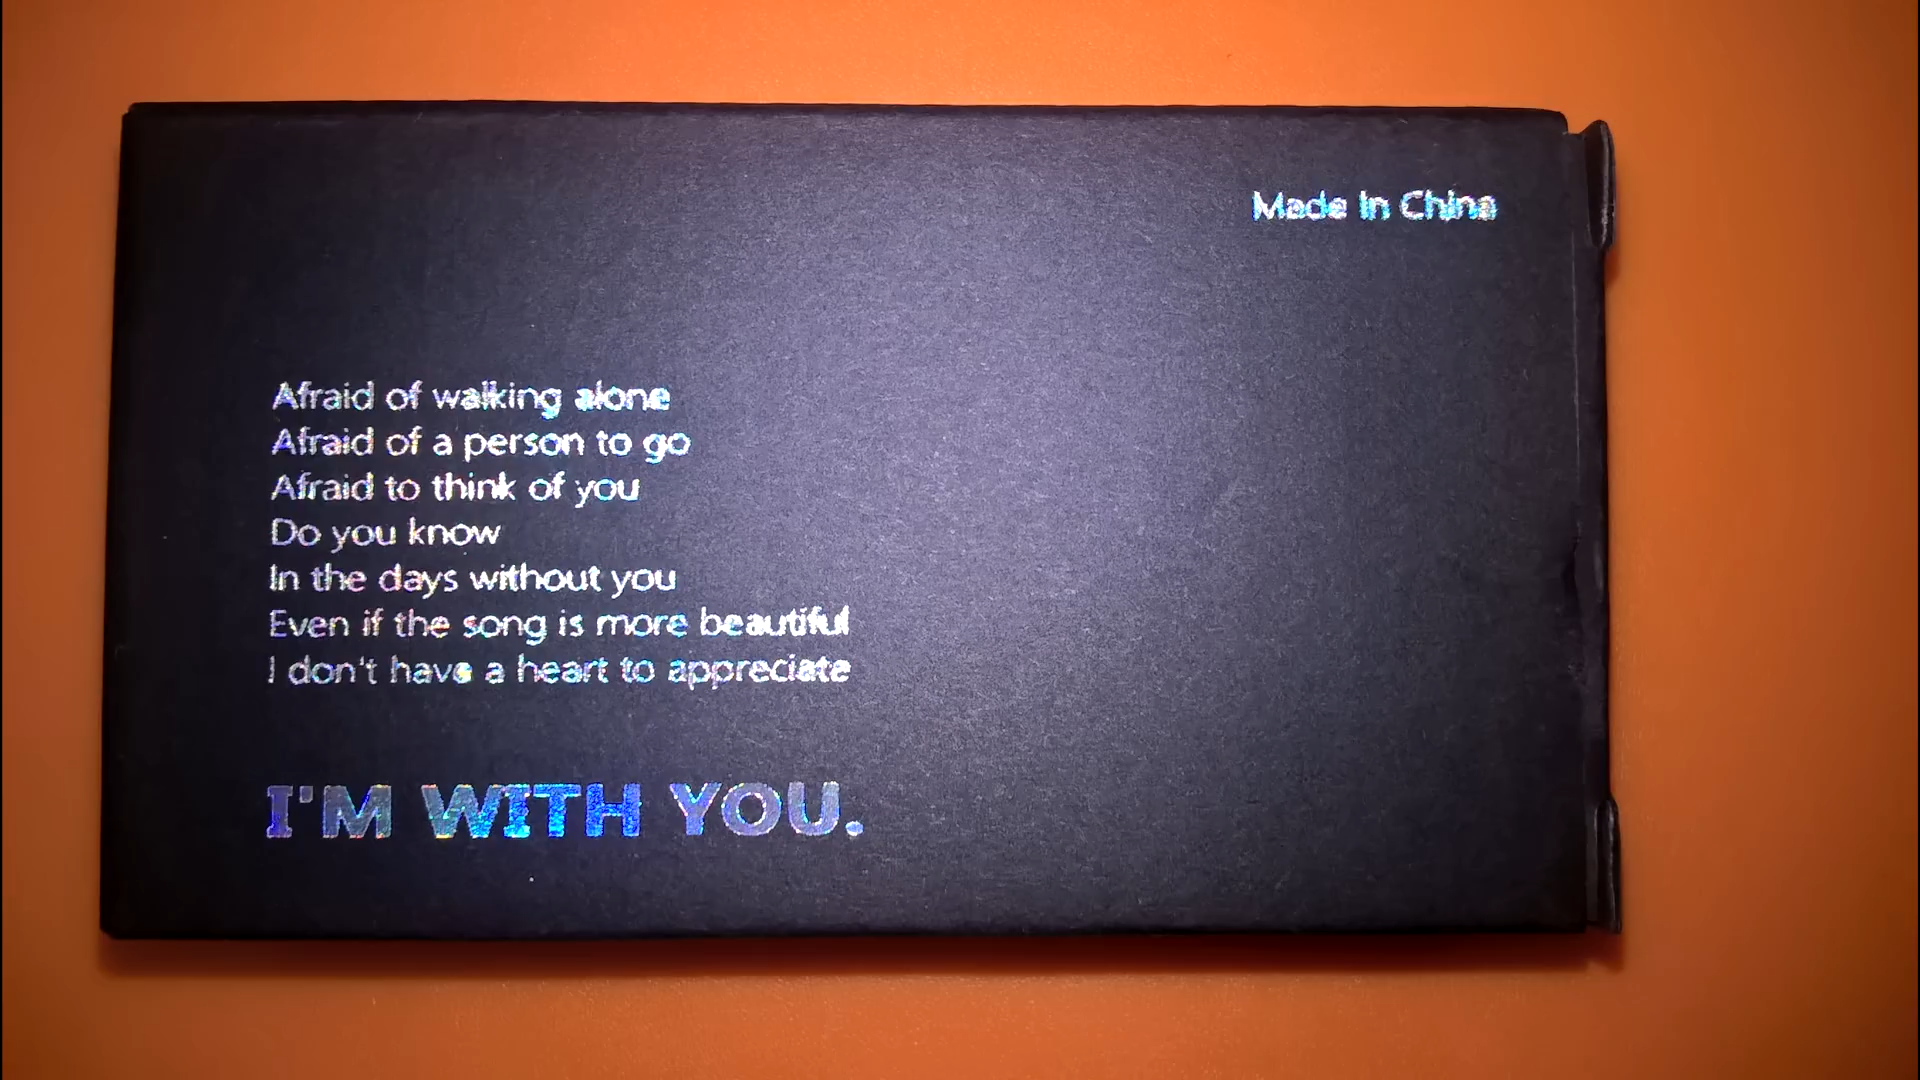 Made In China
Afraid of walking alone
Afraid of a person to go
Afraid to think of you
Do you know
In the days without you
Even if the song is more beautiful
I don't have a heart to appreciate
I'M WITH YOU.